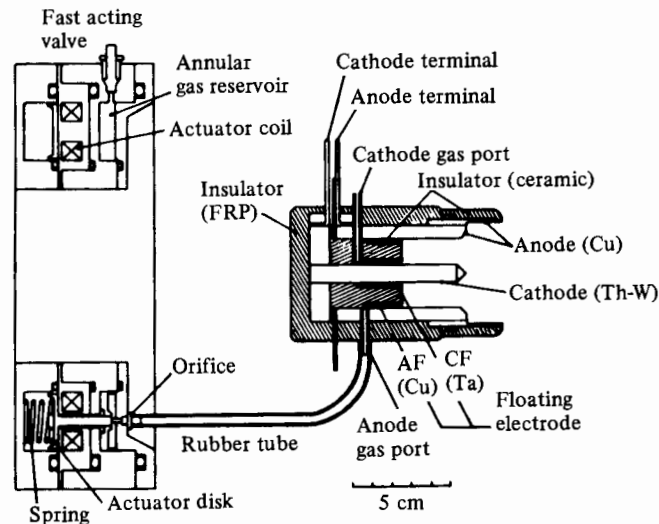 Fast acting
valve
Annular
gas reservoir
Actuator coil
Cathode terminal
Anode terminal
Cathode gas port
Insulator (ceramic)
Insulator
(FRP)
Anode (Cu)
Cathode (Th-W)
Orifice
AF
(Cu)
CF
(Ta)
Floating
electrode
Rubber tube
Anode gas port
Actuator disk
Spring
5 cm